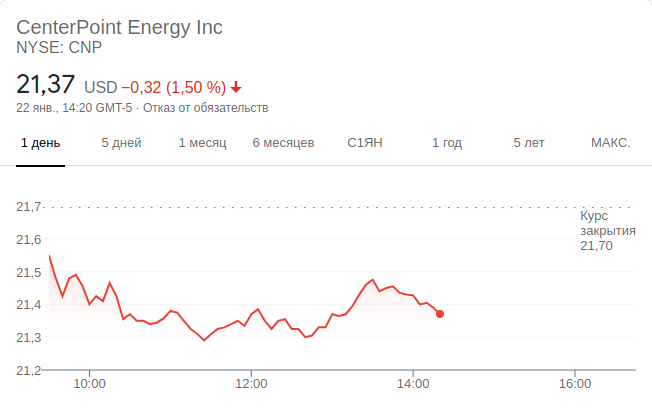 CenterPoint Energy Inc
NYSE: CNP
21,37 USD −0,32 (1,50 %)
22 янв., 14:20 GMT-5 · Отказ от обязательств
1 день 5 дней 1 месяц 6 месяцев С1ЯН 1 год 5 лет МАКС.
21,7
Курс
закрытия
21,70
21,6
21,5
21,4
21,3
21,2
10:00 12:00 14:00 16:00